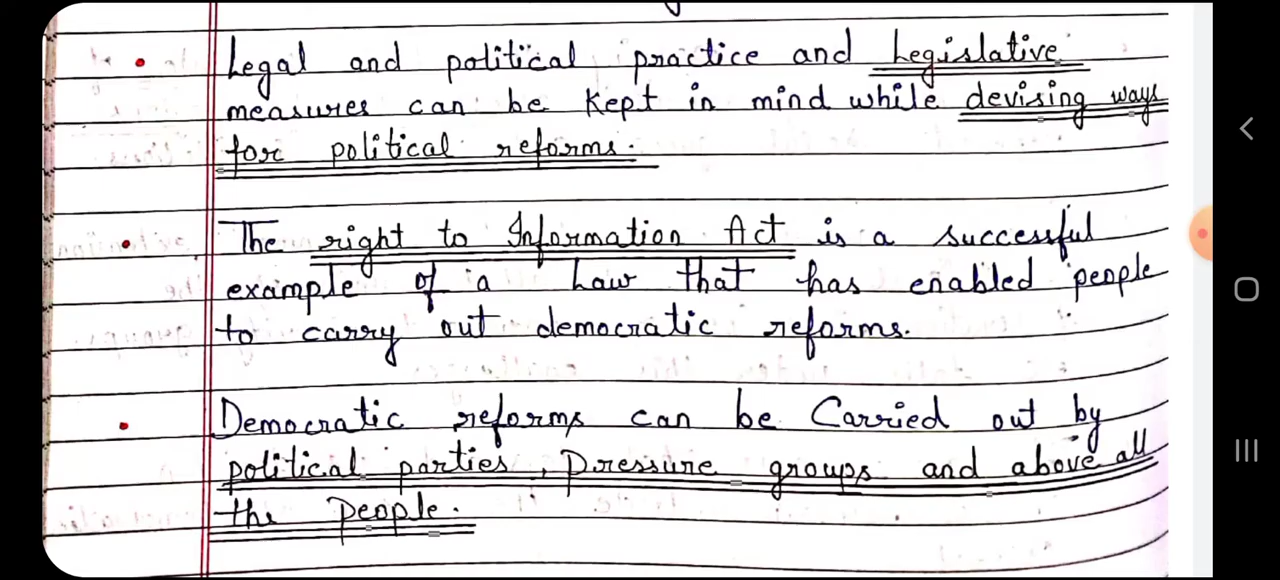 Legal and political practice and Legislative
measures can be kept in mind while devising ways
for political reforms.
The right to Information Act is a successful
example of a Law that has enabled people
to carry out democratic reforms.
Democratic reforms can be Carried out by
political parties, Pressure groups and above all
the people.